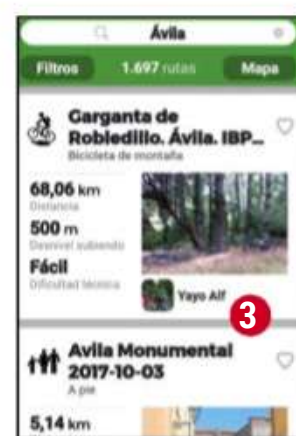 Ávila
Filtros 1.697 rutas Mapa
Garganta de
Robledillo. Ávila. IBP...
Bicicleta de montaña
68,06 km
Distancia
500 m
Desnivel subiendo
Fácil
Dificultad técnica
Yayo Alf
3
Avila Monumental
2017-10-03
A pie
5,14 km